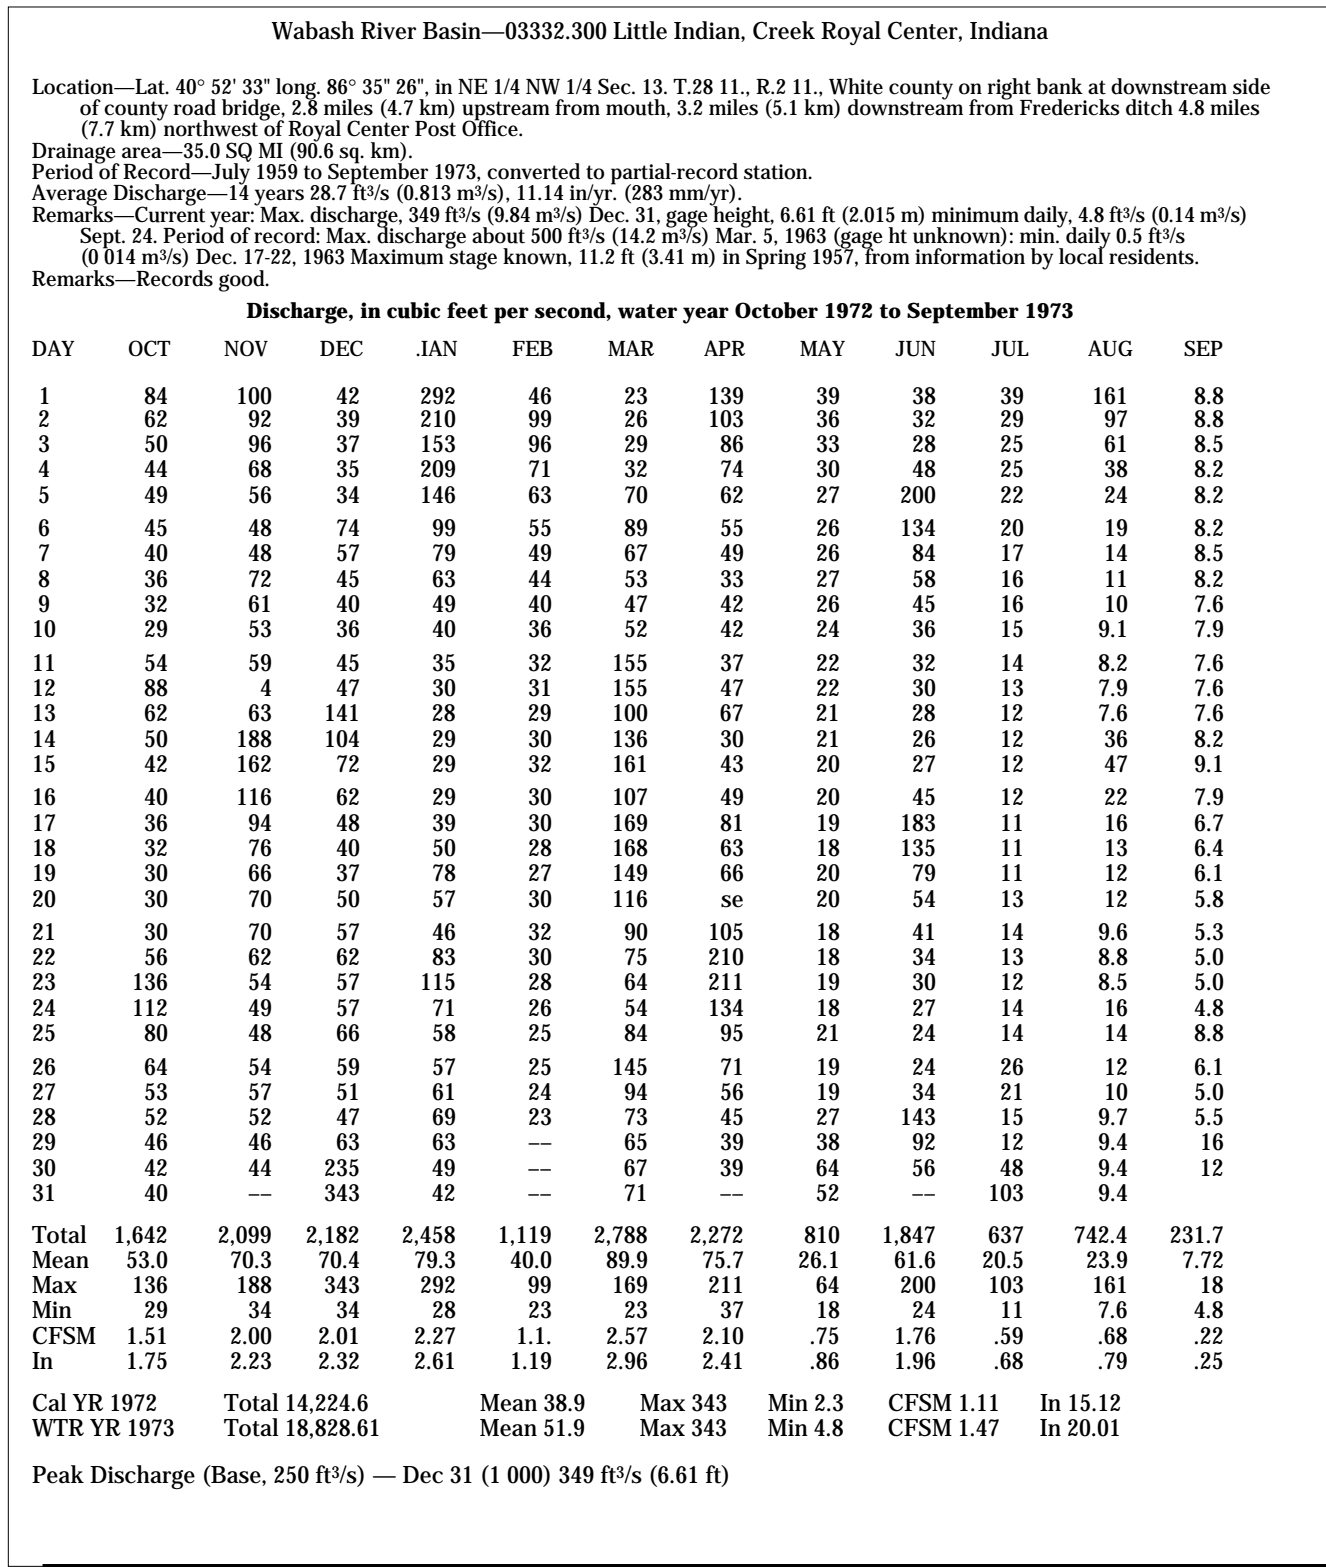 Wabash River Basin—03332.300 Little Indian, Creek Royal Center, Indiana
Location—Lat. 40° 52' 33" long. 86° 35" 26", in NE 1/4 NW 1/4 Sec. 13. T.28 11., R.2 11., White county on right bank at downstream side
of county road bridge, 2.8 miles (4.7 km) upstream from mouth, 3.2 miles (5.1 km) downstream from Fredericks ditch 4.8 miles
(7.7 km) northwest of Royal Center Post Office.
Drainage area—35.0 SQ MI (90.6 sq. km).
Period of Record—July 1959 to September 1973, converted to partial-record station.
Average Discharge—14 years 28.7 ft³/s (0.813 m³/s), 11.14 in/yr. (283 mm/yr).
Remarks—Current year: Max. discharge, 349 ft³/s (9.84 m³/s) Dec. 31, gage height, 6.61 ft (2.015 m) minimum daily, 4.8 ft³/s (0.14 m³/s)
Sept. 24. Period of record: Max. discharge about 500 ft³/s (14.2 m³/s) Mar. 5, 1963 (gage ht unknown): min. daily 0.5 ft³/s
(0 014 m³/s) Dec. 17-22, 1963 Maximum stage known, 11.2 ft (3.41 m) in Spring 1957, from information by local residents.
Remarks—Records good.
Discharge, in cubic feet per second, water year October 1972 to September 1973
DAY OCT NOV DEC .IAN FEB MAR APR MAY JUN JUL AUG SEP
1 84 100 42 292 46 23 139 39 38 39 161 8.8
2 62 92 39 210 99 26 103 36 32 29 97 8.8
3 50 96 37 153 96 29 86 33 28 25 61 8.5
4 44 68 35 209 71 32 74 30 48 25 38 8.2
5 49 56 34 146 63 70 62 27 200 22 24 8.2
6 45 48 74 99 55 89 55 26 134 20 19 8.2
7 40 48 57 79 49 67 49 26 84 17 14 8.5
8 36 72 45 63 44 53 33 27 58 16 11 8.2
9 32 61 40 49 40 47 42 26 45 16 10 7.6
10 29 53 36 40 36 52 42 24 36 15 9.1 7.9
11 54 59 45 35 32 155 37 22 32 14 8.2 7.6
12 88 4 47 30 31 155 47 22 30 13 7.9 7.6
13 62 63 141 28 29 100 67 21 28 12 7.6 7.6
14 50 188 104 29 30 136 30 21 26 12 36 8.2
15 42 162 72 29 32 161 43 20 27 12 47 9.1
16 40 116 62 29 30 107 49 20 45 12 22 7.9
17 36 94 48 39 30 169 81 19 183 11 16 6.7
18 32 76 40 50 28 168 63 18 135 11 13 6.4
19 30 66 37 78 27 149 66 20 79 11 12 6.1
20 30 70 50 57 30 116 se 20 54 13 12 5.8
21 30 70 57 46 32 90 105 18 41 14 9.6 5.3
22 56 62 62 83 30 75 210 18 34 13 8.8 5.0
23 136 54 57 115 28 64 211 19 30 12 8.5 5.0
24 112 49 57 71 26 54 134 18 27 14 16 4.8
25 80 48 66 58 25 84 95 21 24 14 14 8.8
26 64 54 59 57 25 145 71 19 24 26 12 6.1
27 53 57 51 61 24 94 56 19 34 21 10 5.0
28 52 52 47 69 23 73 45 27 143 15 9.7 5.5
29 46 46 63 63 –– 65 39 38 92 12 9.4 16
30 42 44 235 49 –– 67 39 64 56 48 9.4 12
31 40 –– 343 42 –– 71 –– 52 –– 103 9.4
Total 1,642 2,099 2,182 2,458 1,119 2,788 2,272 810 1,847 637 742.4 231.7
Mean 53.0 70.3 70.4 79.3 40.0 89.9 75.7 26.1 61.6 20.5 23.9 7.72
Max 136 188 343 292 99 169 211 64 200 103 161 18
Min 29 34 34 28 23 23 37 18 24 11 7.6 4.8
CFSM 1.51 2.00 2.01 2.27 1.1. 2.57 2.10 .75 1.76 .59 .68 .22
In 1.75 2.23 2.32 2.61 1.19 2.96 2.41 .86 1.96 .68 .79 .25
Cal YR 1972 Total 14,224.6 Mean 38.9 Max 343 Min 2.3 CFSM 1.11 In 15.12
WTR YR 1973 Total 18,828.61 Mean 51.9 Max 343 Min 4.8 CFSM 1.47 In 20.01
Peak Discharge (Base, 250 ft³/s) — Dec 31 (1 000) 349 ft³/s (6.61 ft)